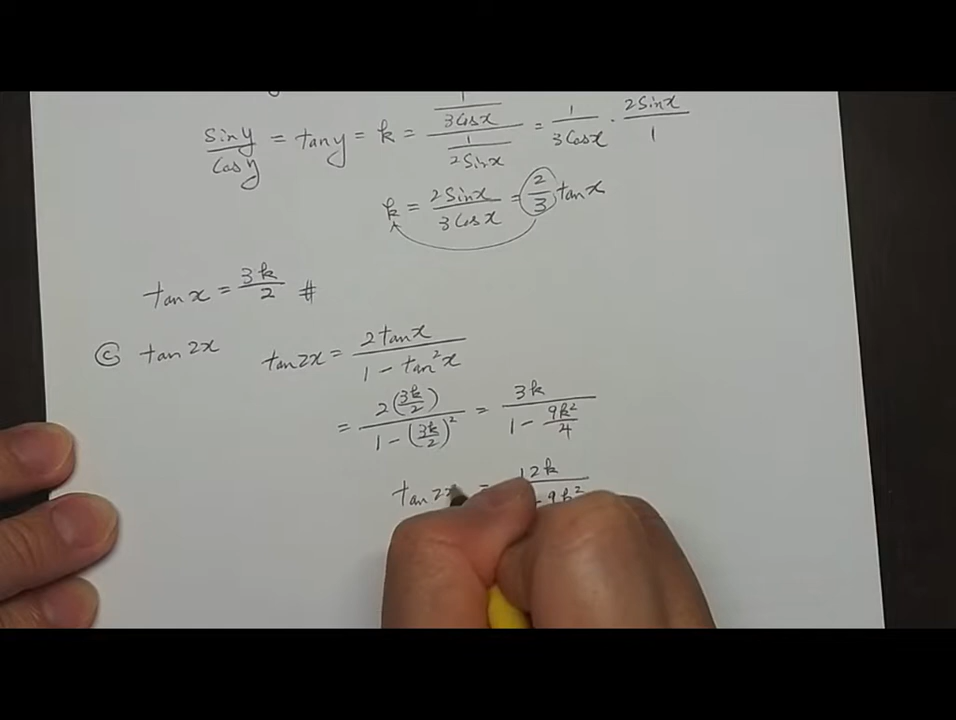 sin y / cos y = tan y = k = (1 / 3cos x) / (1 / 2sin x) = 1 / 3cos x · 2sin x / 1
k = 2sin x / 3cos x = 2/3 tan x
tan x = 3k / 2 #
ⓒ tan 2x tan 2x = 2tan x / 1 - tan² x
= 2(3k/2) / 1 - (3k/2)² = 3k / 1 - 9k²/4
tan 2x = 12k / - 9k²